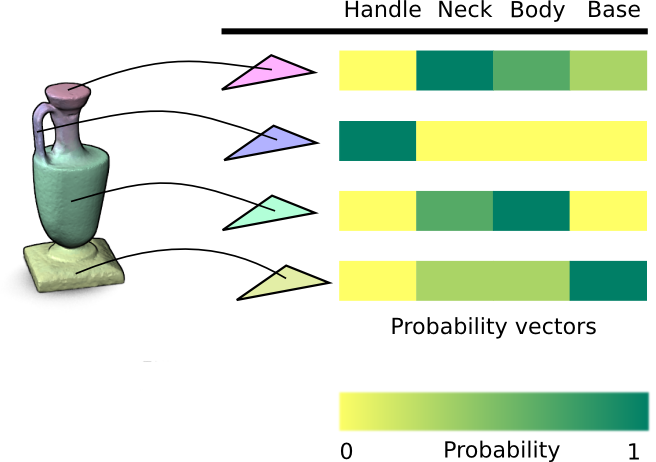 Handle Neck Body Base
Probability vectors
0 Probability 1